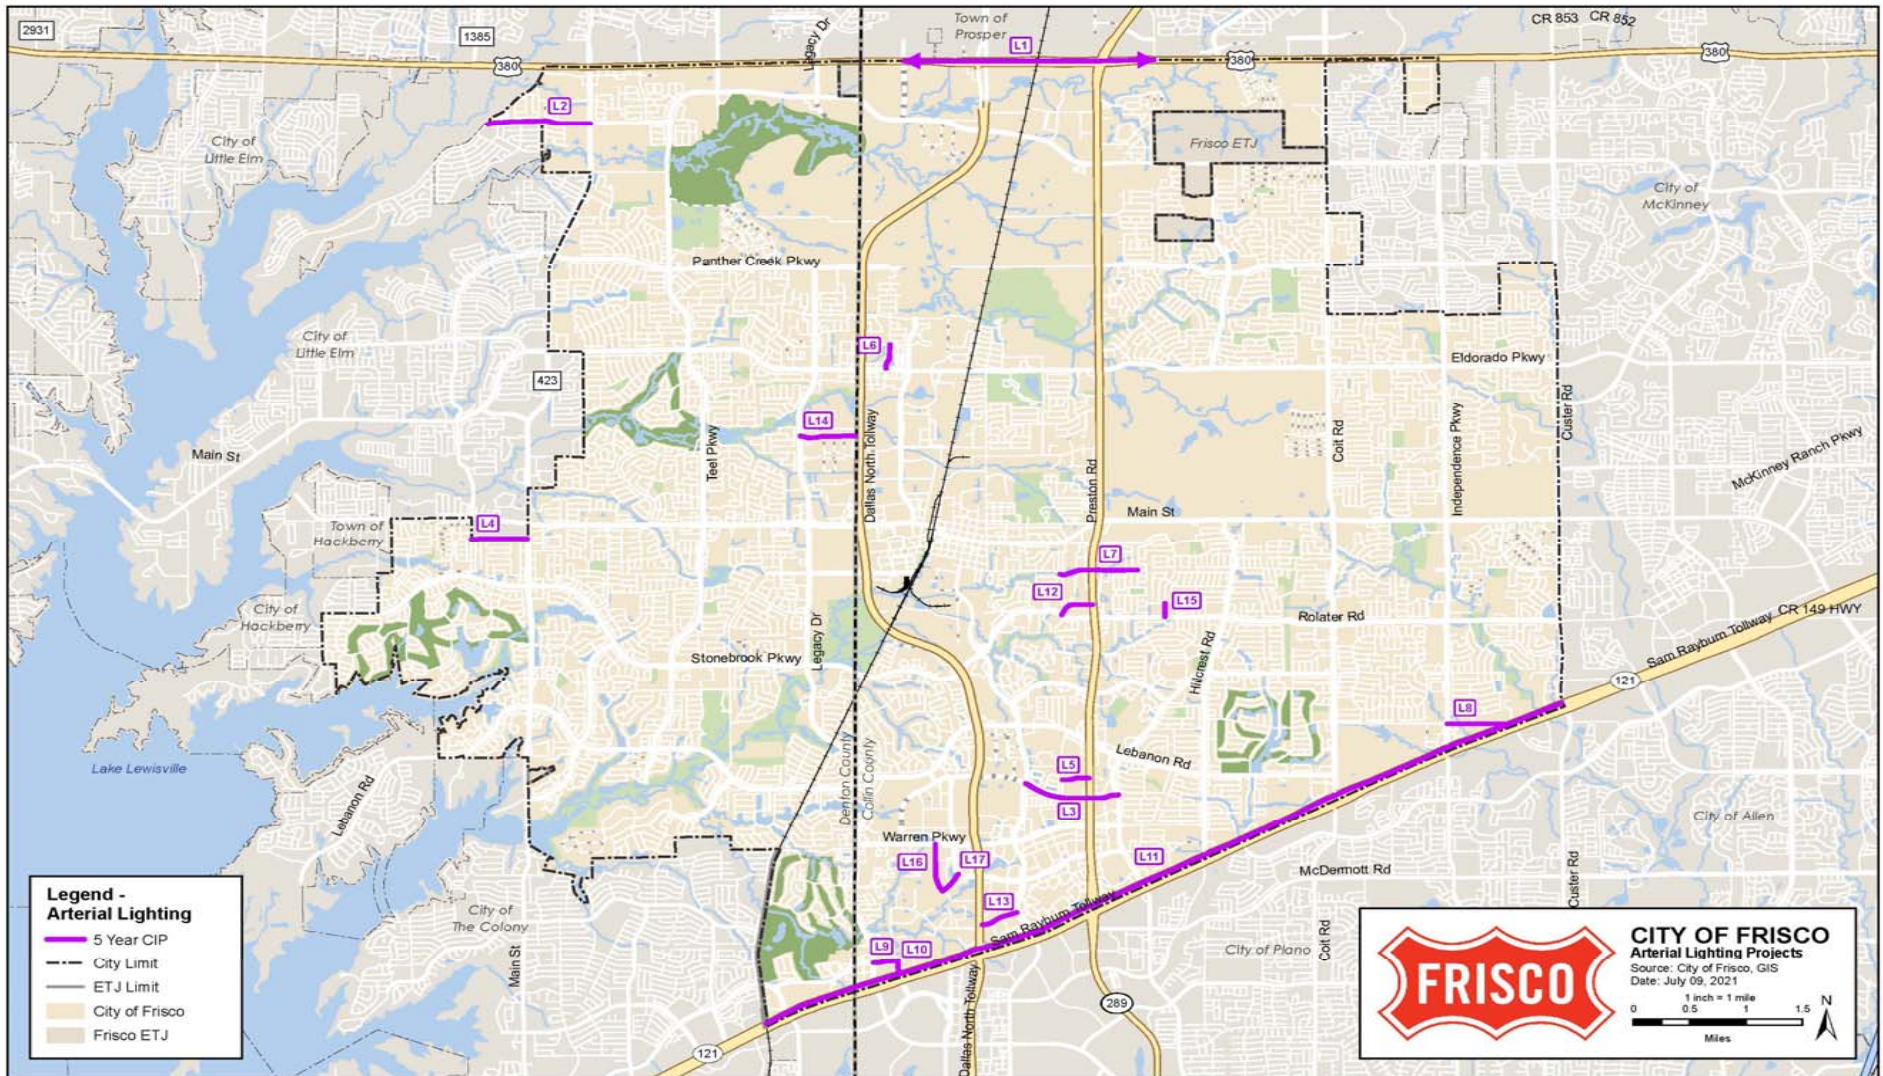 2931
1385
Legacy Dr
Town of
Prosper
L1
CR 853
CR 852
380
380
380
L2
City of
Little Elm
Frisco ETJ
City of
McKinney
Panther Creek Pkwy
City of
Little Elm
L6
Eldorado Pkwy
423
L14
Main St
Teel Pkwy
Dallas North Tollway
Preston Rd
Coit Rd
Independence Pkwy
Custer Rd
McKinney Ranch Pkwy
Main St
Town of
Hackberry
L4
L7
L12
L15
City of
Hackberry
Rolater Rd
CR 149 HWY
Sam Rayburn Tollway
Stonebrook Pkwy
Legacy Dr
Hillcrest Rd
121
L8
Lake Lewisville
Lebanon Rd
Denton County
Collin County
Lebanon Rd
L5
L3
City of Allen
Warren Pkwy
L16
L17
L11
McDermott Rd
Custer Rd
L13
Sam Rayburn Tollway
City of
The Colony
Main St
L9
L10
City of Plano
Coit Rd
Dallas North Tollway
289
121
Legend -
Arterial Lighting
5 Year CIP
City Limit
ETJ Limit
City of Frisco
Frisco ETJ
FRISCO
CITY OF FRISCO
Arterial Lighting Projects
Source: City of Frisco, GIS
Date: July 09, 2021
1 inch = 1 mile
0 0.5 1 1.5
Miles
N